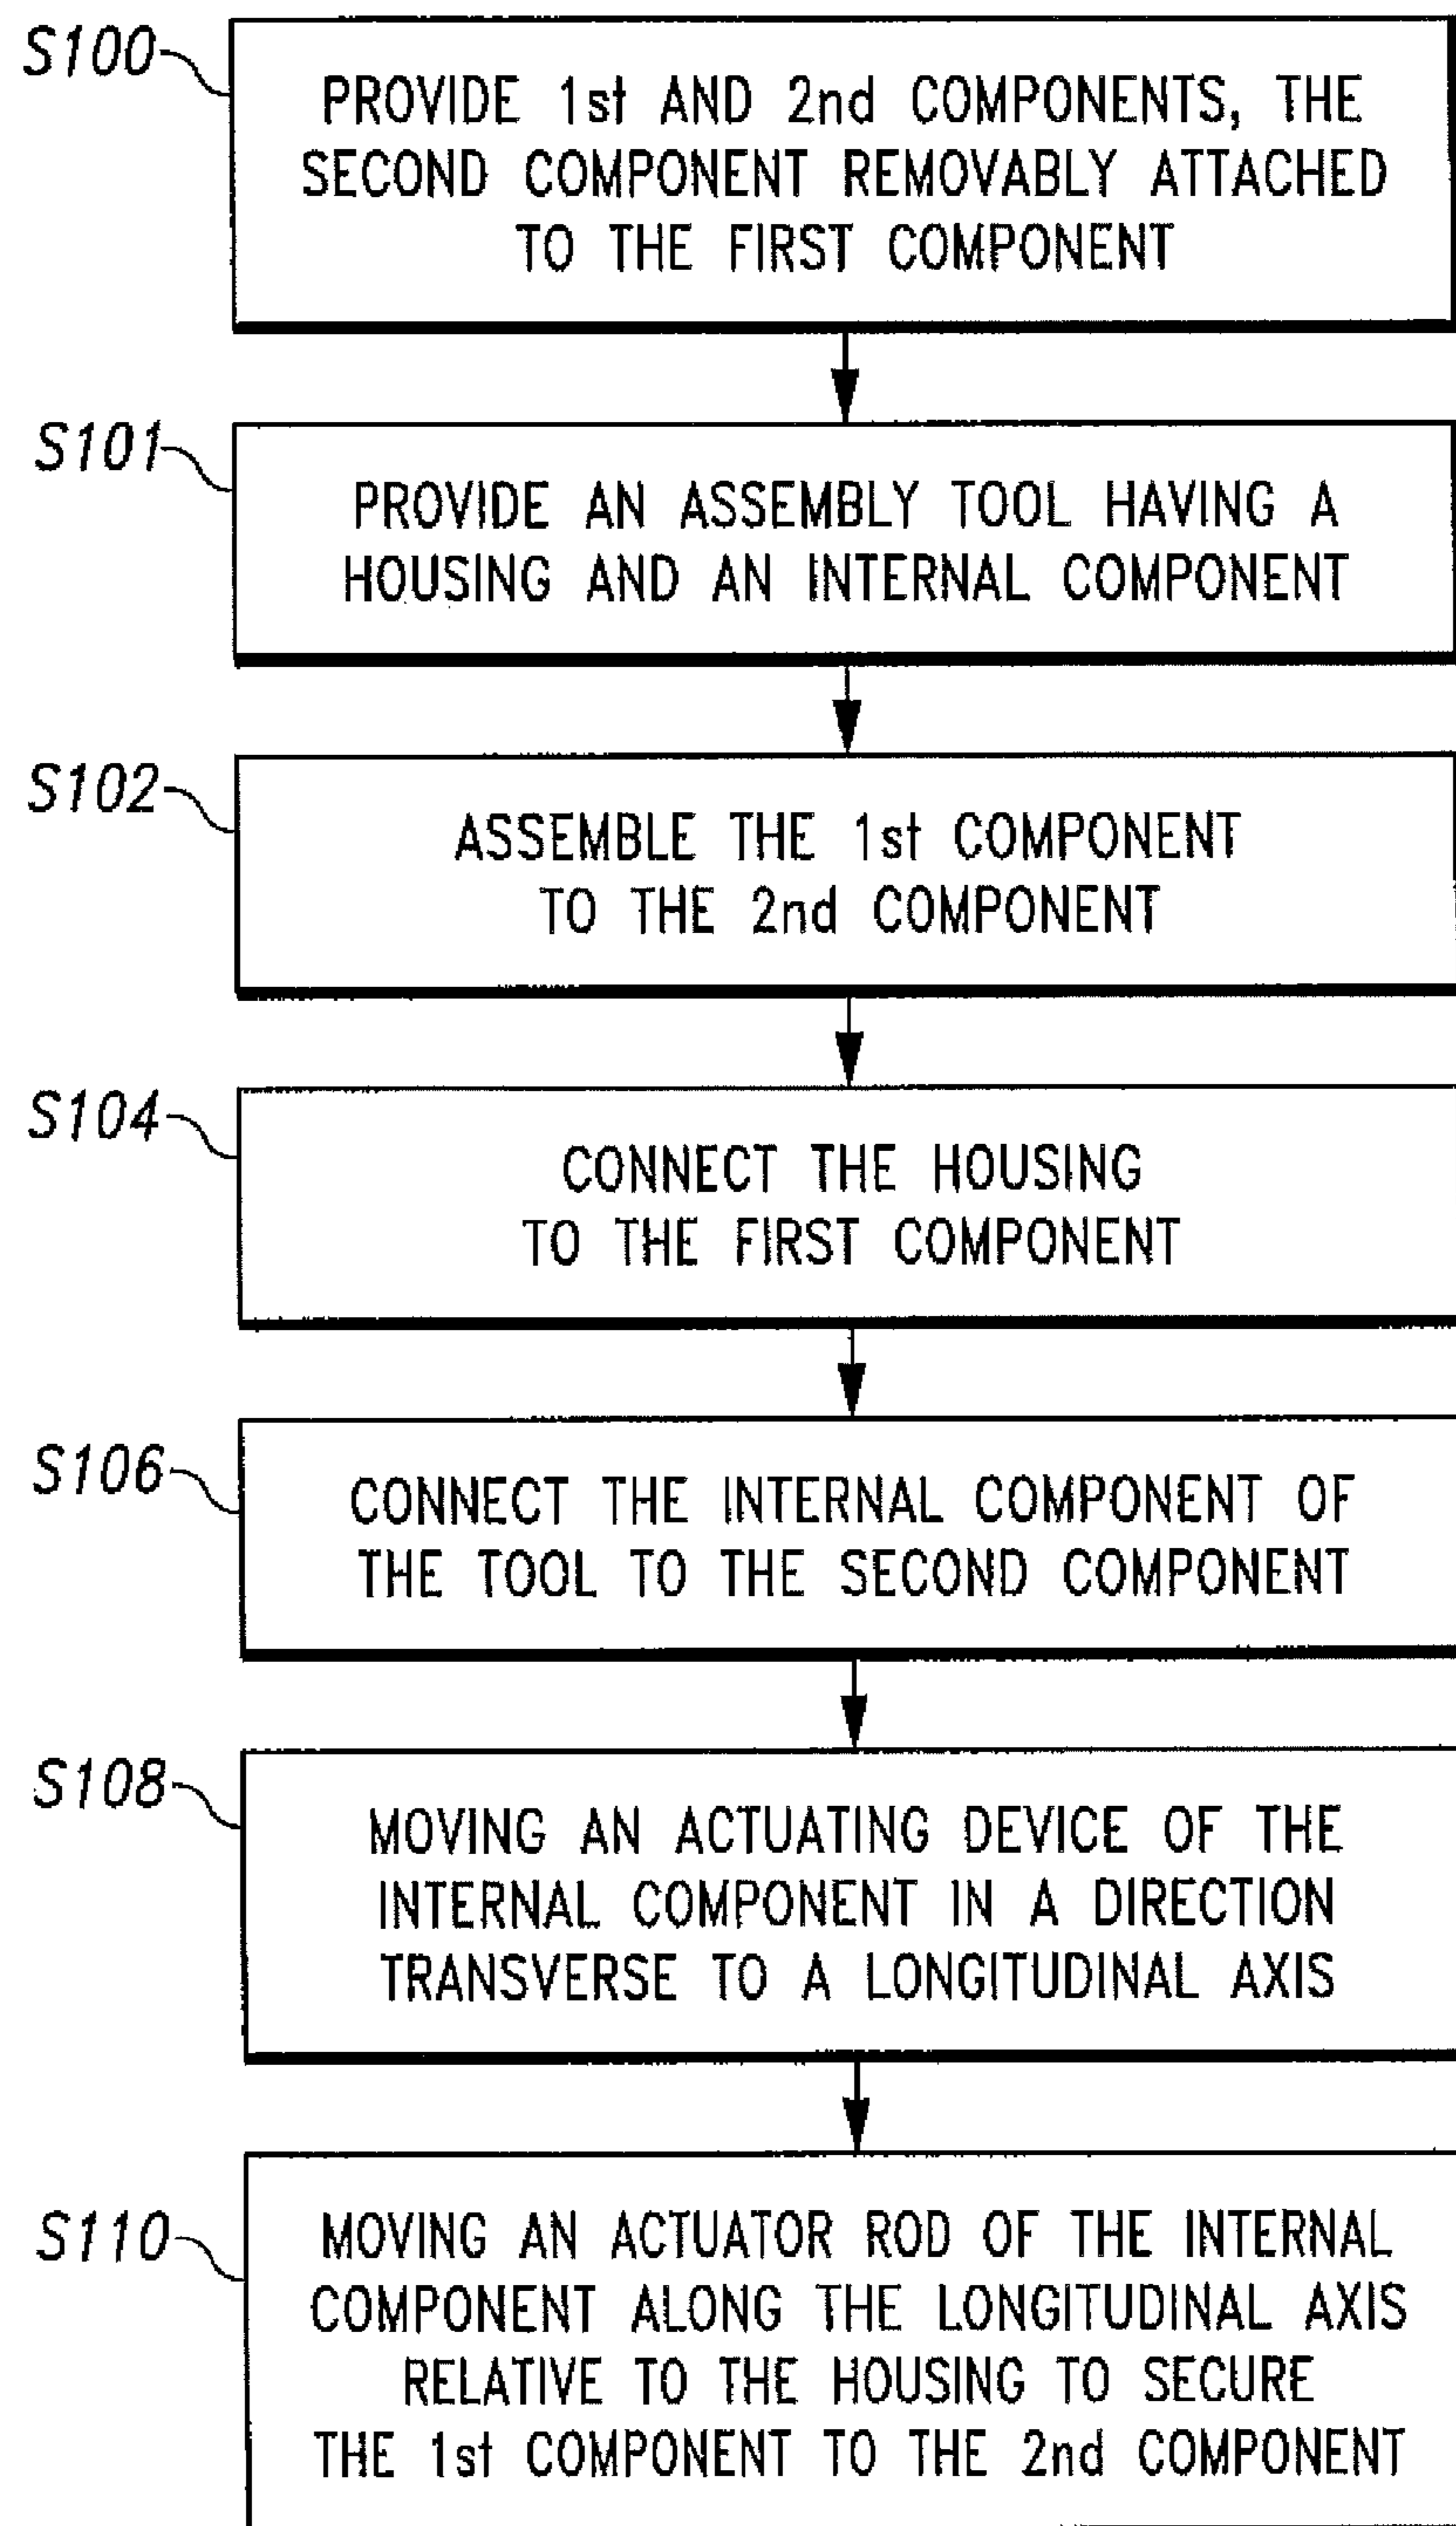 S100
PROVIDE 1st AND 2nd COMPONENTS, THE
SECOND COMPONENT REMOVABLY ATTACHED
TO THE FIRST COMPONENT
S101
PROVIDE AN ASSEMBLY TOOL HAVING A
HOUSING AND AN INTERNAL COMPONENT
S102
ASSEMBLE THE 1st COMPONENT
TO THE 2nd COMPONENT
S104
CONNECT THE HOUSING
TO THE FIRST COMPONENT
S106
CONNECT THE INTERNAL COMPONENT OF
THE TOOL TO THE SECOND COMPONENT
S108
MOVING AN ACTUATING DEVICE OF THE
INTERNAL COMPONENT IN A DIRECTION
TRANSVERSE TO A LONGITUDINAL AXIS
S110
MOVING AN ACTUATOR ROD OF THE INTERNAL
COMPONENT ALONG THE LONGITUDINAL AXIS
RELATIVE TO THE HOUSING TO SECURE
THE 1st COMPONENT TO THE 2nd COMPONENT